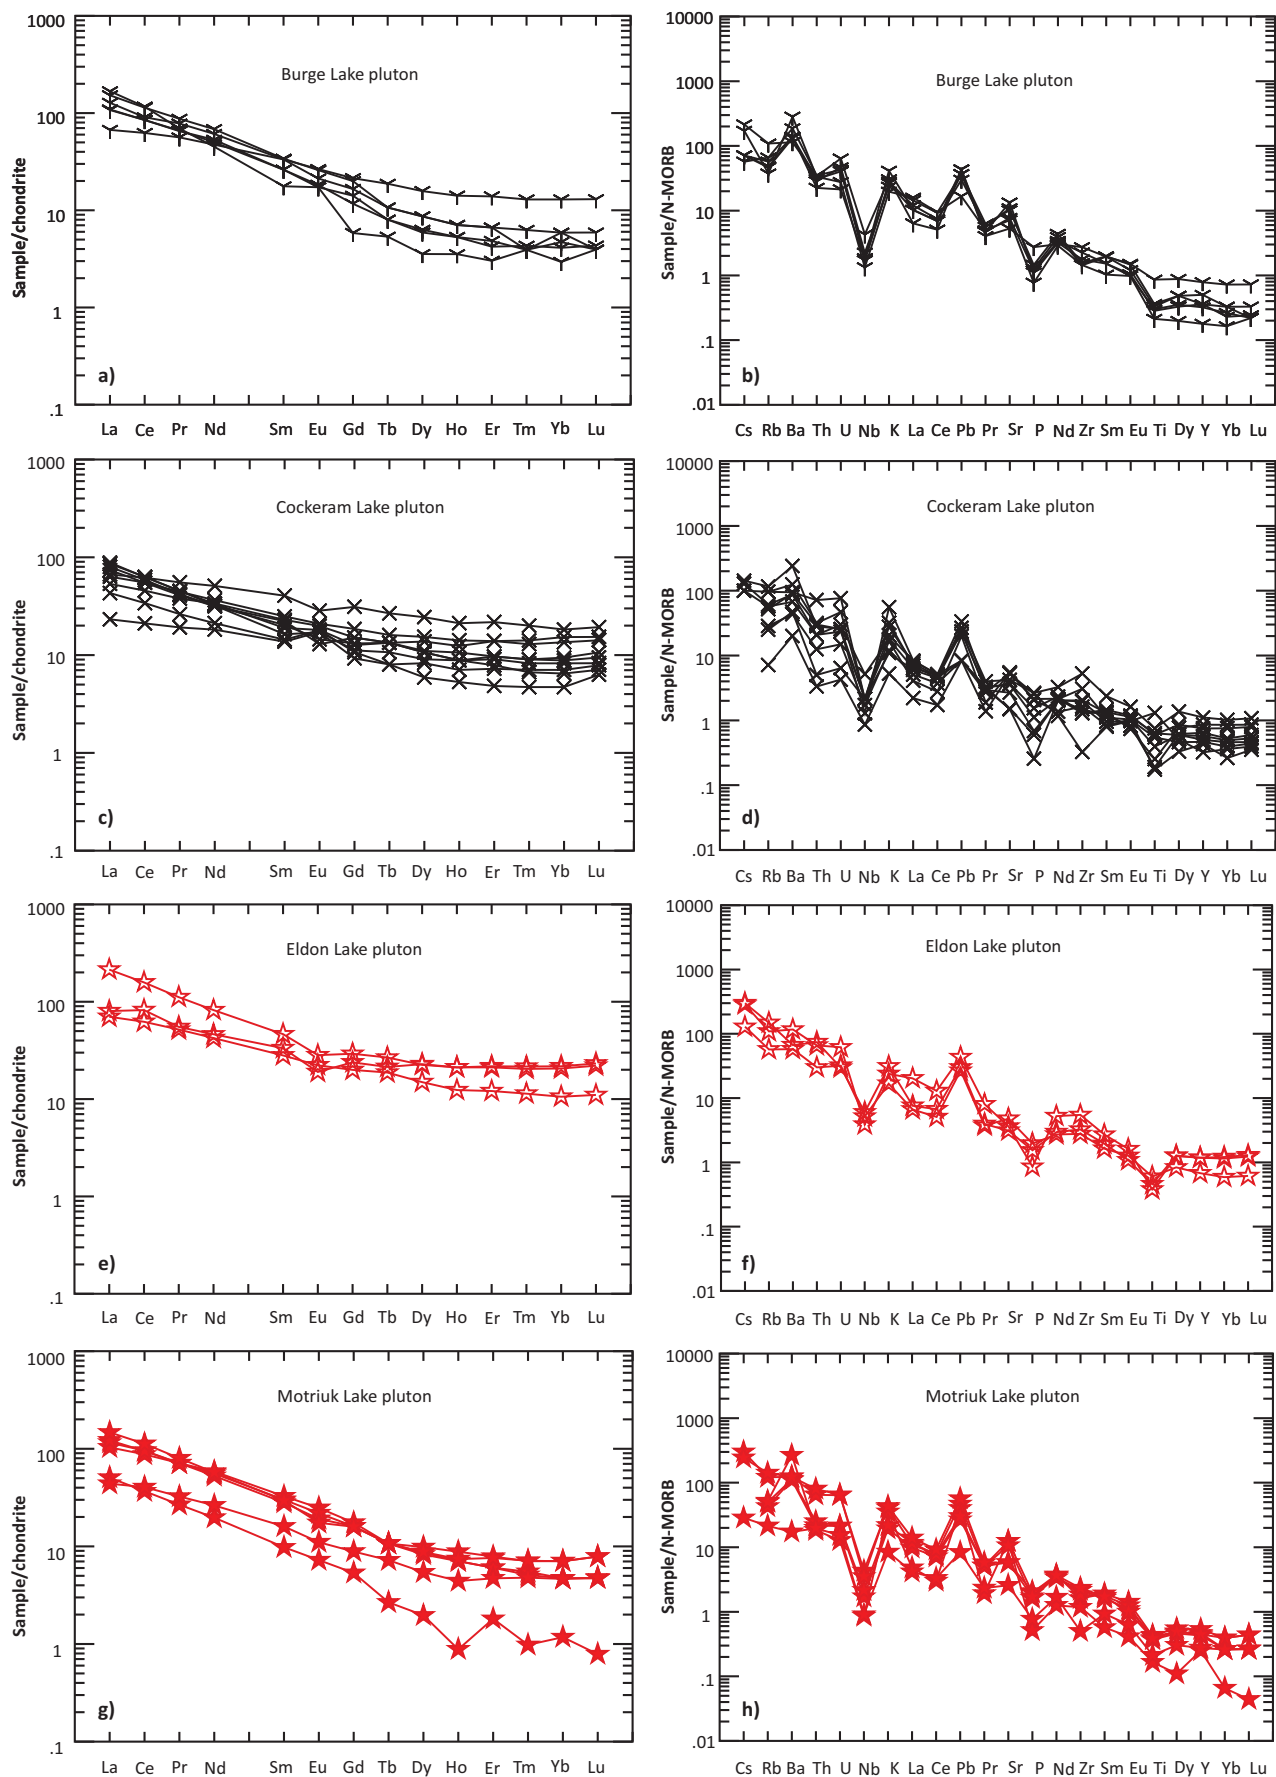 1000
100
10
1
.1
Sample/chondrite
Burge Lake pluton
a)
La Ce Pr Nd Sm Eu Gd Tb Dy Ho Er Tm Yb Lu
10000
1000
100
10
1
.1
.01
Sample/N-MORB
Burge Lake pluton
b)
Cs Rb Ba Th U Nb K La Ce Pb Pr Sr P Nd Zr Sm Eu Ti Dy Y Yb Lu
1000
100
10
1
.1
Sample/chondrite
Cockeram Lake pluton
c)
La Ce Pr Nd Sm Eu Gd Tb Dy Ho Er Tm Yb Lu
10000
1000
100
10
1
.1
.01
Sample/N-MORB
Cockeram Lake pluton
d)
Cs Rb Ba Th U Nb K La Ce Pb Pr Sr P Nd Zr Sm Eu Ti Dy Y Yb Lu
1000
100
10
1
.1
Sample/chondrite
Eldon Lake pluton
e)
La Ce Pr Nd Sm Eu Gd Tb Dy Ho Er Tm Yb Lu
10000
1000
100
10
1
.1
.01
Sample/N-MORB
Eldon Lake pluton
f)
Cs Rb Ba Th U Nb K La Ce Pb Pr Sr P Nd Zr Sm Eu Ti Dy Y Yb Lu
1000
100
10
1
.1
Sample/chondrite
Motriuk Lake pluton
g)
La Ce Pr Nd Sm Eu Gd Tb Dy Ho Er Tm Yb Lu
10000
1000
100
10
1
.1
.01
Sample/N-MORB
Motriuk Lake pluton
h)
Cs Rb Ba Th U Nb K La Ce Pb Pr Sr P Nd Zr Sm Eu Ti Dy Y Yb Lu